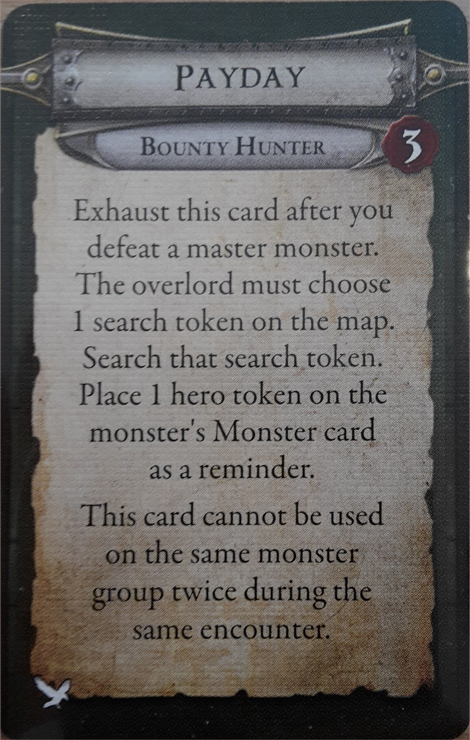 PAYDAY
BOUNTY HUNTER
3
Exhaust this card after you
defeat a master monster.
The overlord must choose
1 search token on the map.
Search that search token.
Place 1 hero token on the
monster's Monster card
as a reminder.
This card cannot be used
on the same monster
group twice during the
same encounter.